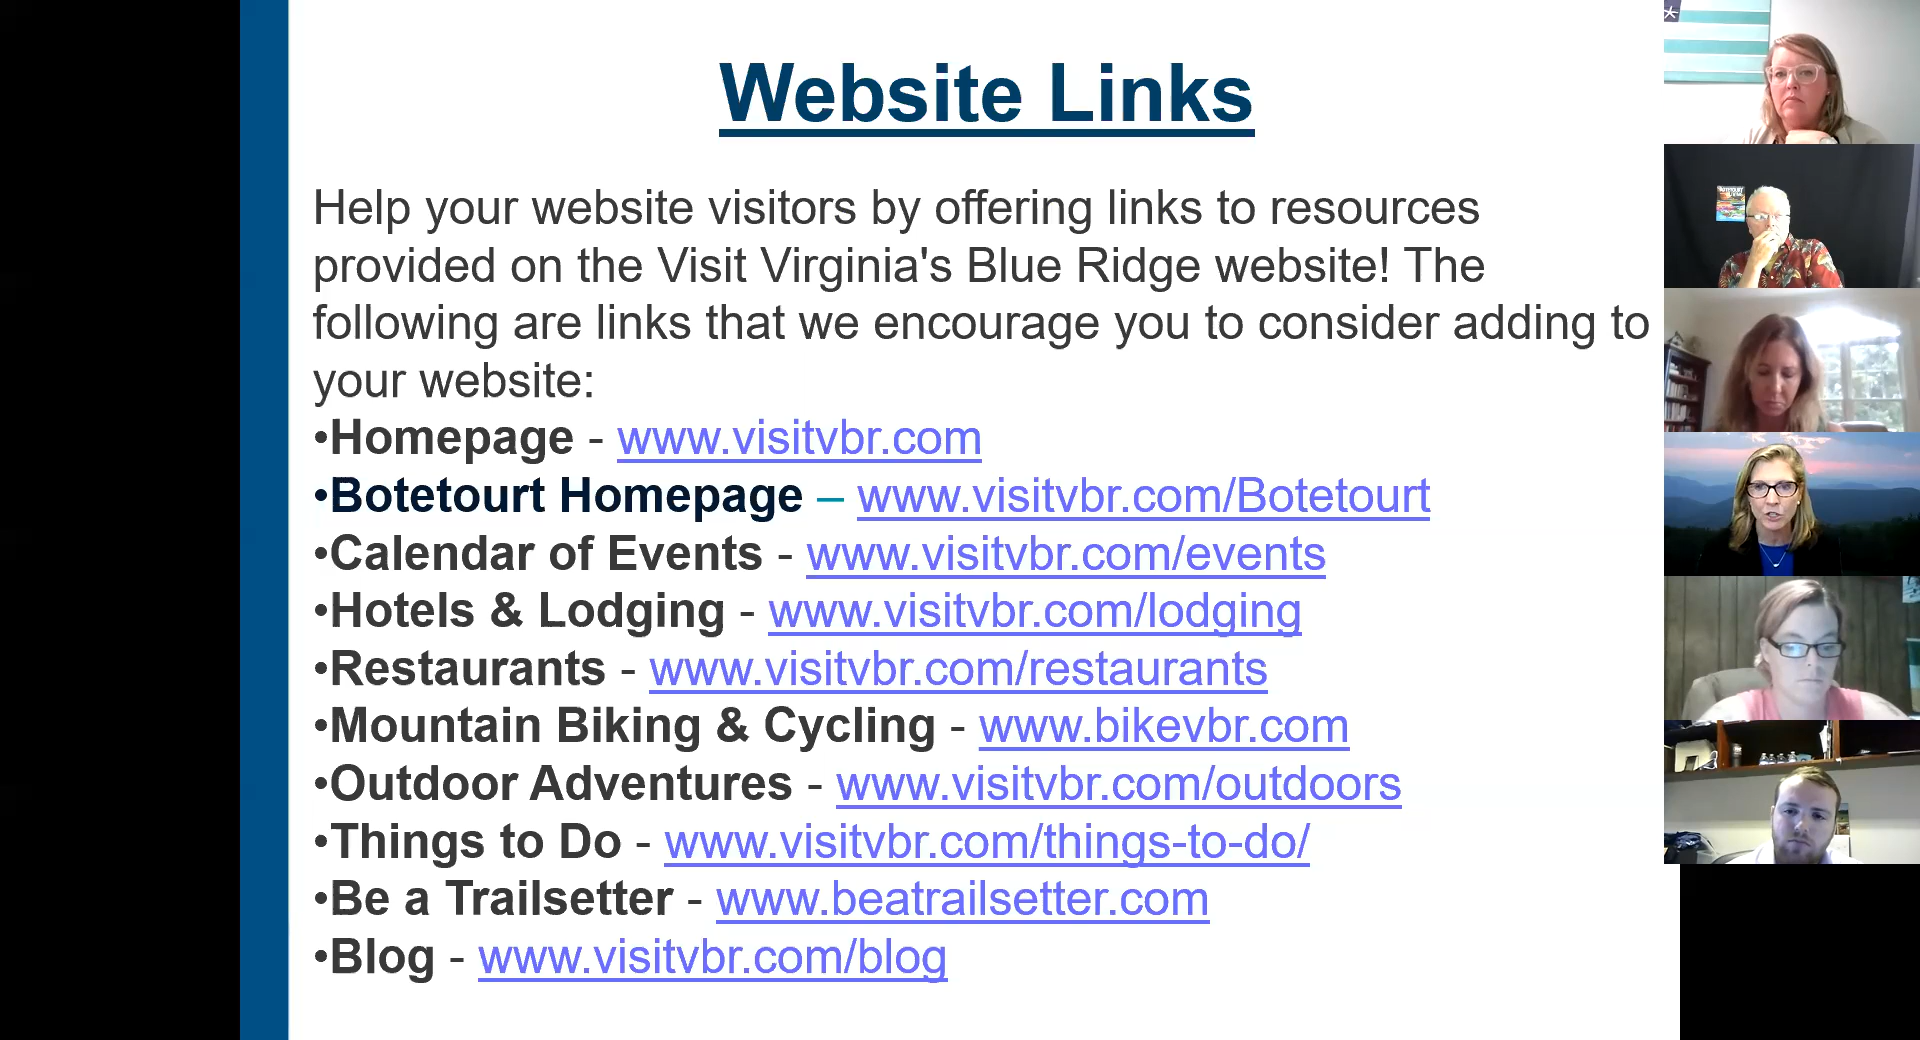 Website Links
Help your website visitors by offering links to resources
provided on the Visit Virginia's Blue Ridge website! The
following are links that we encourage you to consider adding to
your website:
•Homepage - www.visitvbr.com
•Botetourt Homepage – www.visitvbr.com/Botetourt
•Calendar of Events - www.visitvbr.com/events
•Hotels & Lodging - www.visitvbr.com/lodging
•Restaurants - www.visitvbr.com/restaurants
•Mountain Biking & Cycling - www.bikevbr.com
•Outdoor Adventures - www.visitvbr.com/outdoors
•Things to Do - www.visitvbr.com/things-to-do/
•Be a Trailsetter - www.beatrailsetter.com
•Blog - www.visitvbr.com/blog